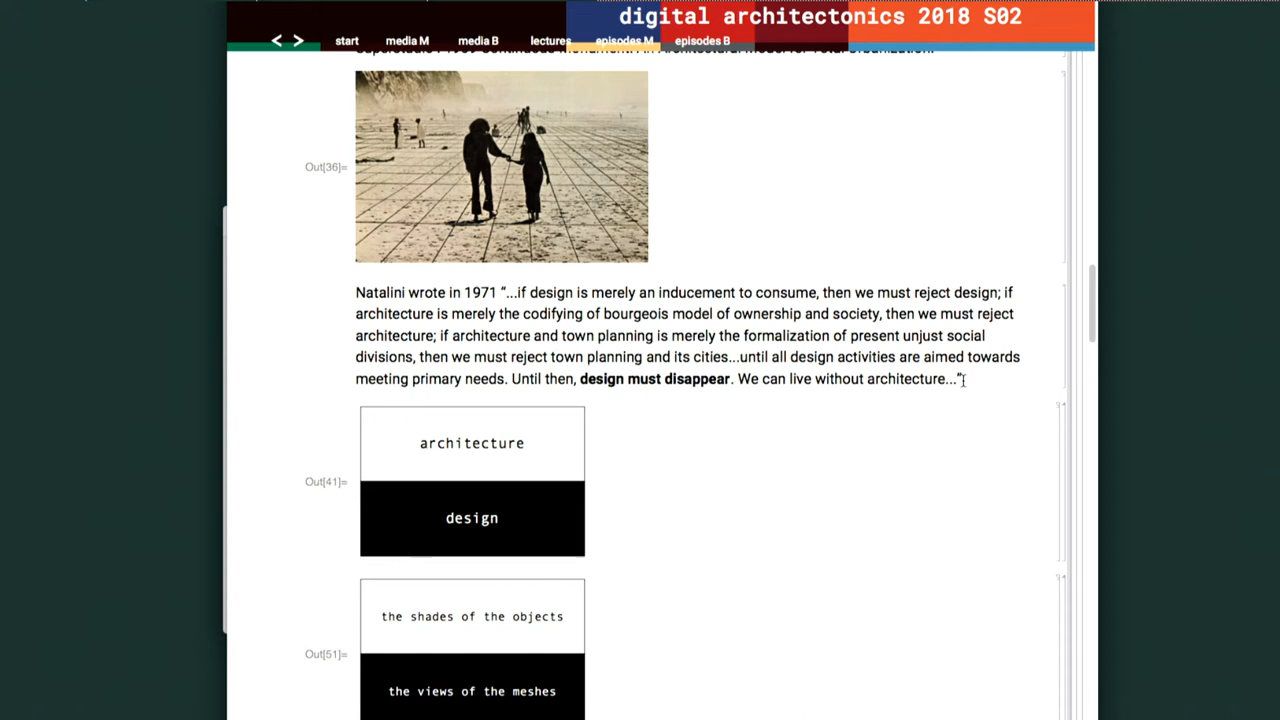 digital architectonics 2018 S02
< > start media M media B lectures episodes M episodes B
Out[36]=
Natalini wrote in 1971 “...if design is merely an inducement to consume, then we must reject design; if
architecture is merely the codifying of bourgeois model of ownership and society, then we must reject
architecture; if architecture and town planning is merely the formalization of present unjust social
divisions, then we must reject town planning and its cities...until all design activities are aimed towards
meeting primary needs. Until then, design must disappear. We can live without architecture...”
architecture
Out[41]=
design
the shades of the objects
Out[51]=
the views of the meshes